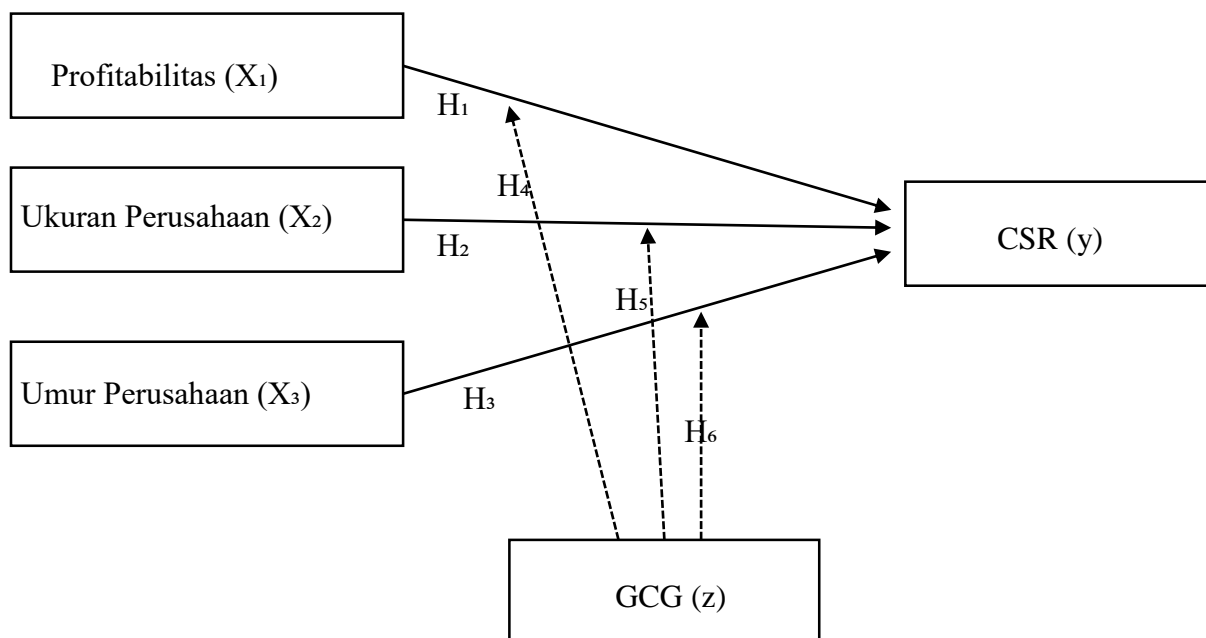 Profitabilitas (X₁)
H₁
H₄
Ukuran Perusahaan (X₂)
H₂
CSR (y)
H₅
Umur Perusahaan (X₃)
H₃
H₆
GCG (z)